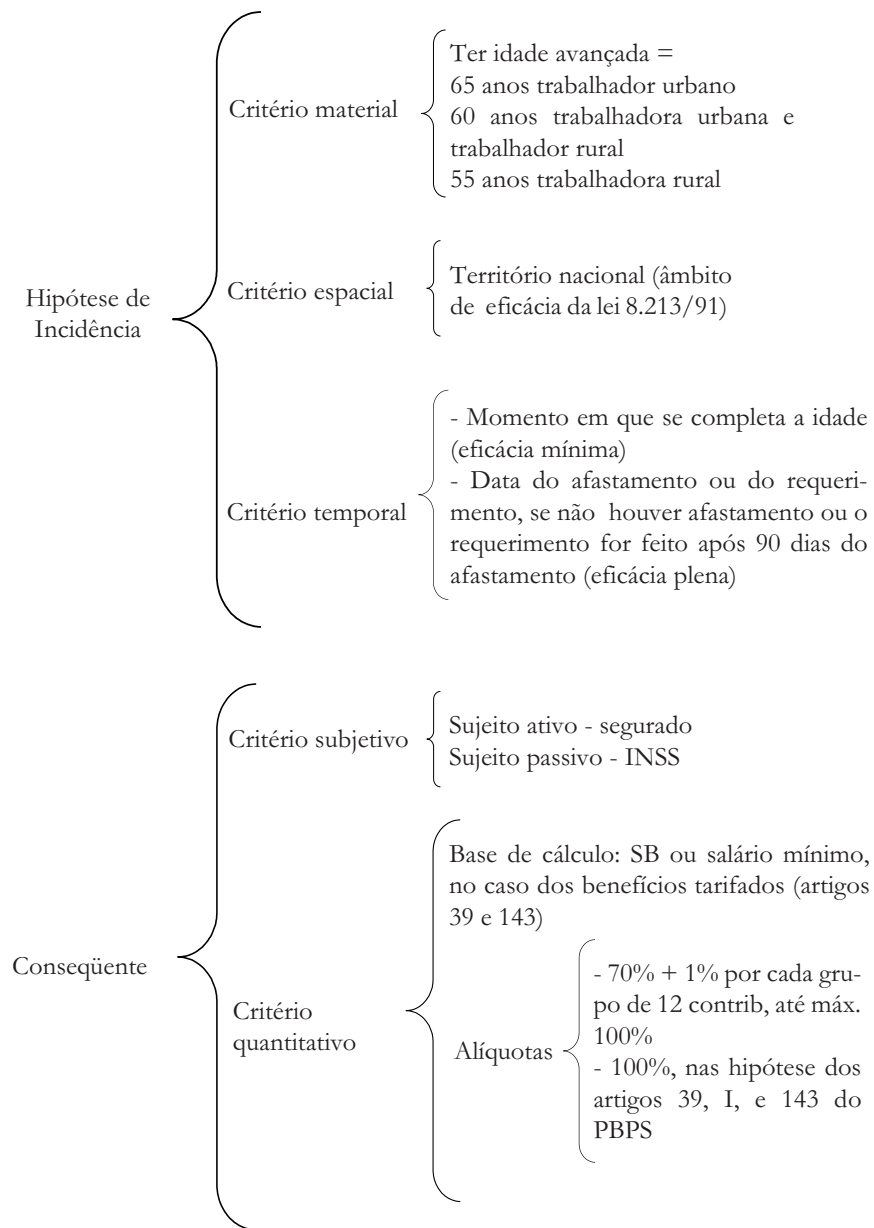 Hipótese de
Incidência
Critério material
Ter idade avançada =
65 anos trabalhador urbano
60 anos trabalhadora urbana e
trabalhador rural
55 anos trabalhadora rural
Critério espacial
Território nacional (âmbito
de eficácia da lei 8.213/91)
Critério temporal
- Momento em que se completa a idade
(eficácia mínima)
- Data do afastamento ou do requeri-
mento, se não houver afastamento ou o
requerimento for feito após 90 dias do
afastamento (eficácia plena)
Conseqüente
Critério subjetivo
Sujeito ativo - segurado
Sujeito passivo - INSS
Critério
quantitativo
Base de cálculo: SB ou salário mínimo,
no caso dos benefícios tarifados (artigos
39 e 143)
Alíquotas
- 70% + 1% por cada gru-
po de 12 contrib, até máx.
100%
- 100%, nas hipótese dos
artigos 39, I, e 143 do
PBPS